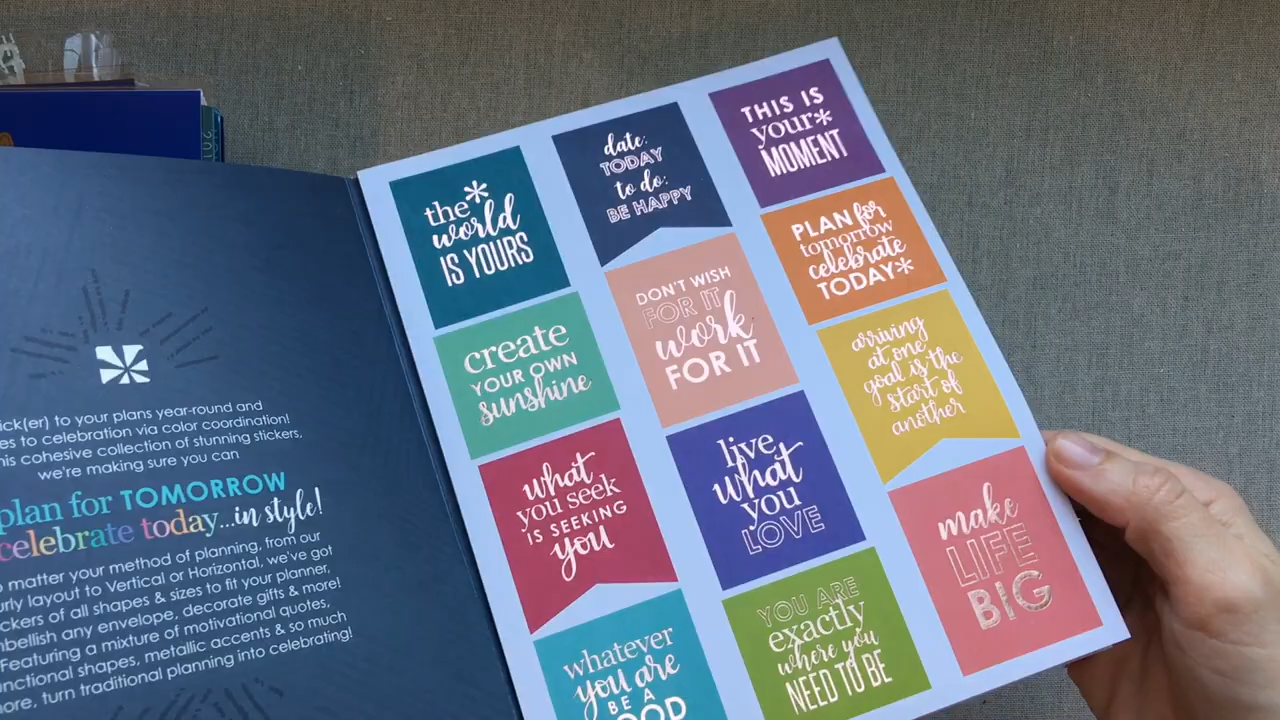 ick(er) to your plans year-round and
es to celebration via color coordination!
his cohesive collection of stunning stickers,
we're making sure you can
plan for TOMORROW
celebrate today...in style!
o matter your method of planning, from our
urly layout to Vertical or Horizontal, we've got
ickers of all shapes & sizes to fit your planner,
bellish any envelope, decorate gifts & more!
Featuring a mixture of motivational quotes,
nctional shapes, metallic accents & so much
nore, turn traditional planning into celebrating!
the*
world
IS YOURS
create
YOUR OWN
sunshine
what
you seek
IS SEEKING
you
whatever
you are
BE A
OOD
date:
TODAY
to do:
BE HAPPY
DON'T WISH
FOR IT
work
FOR IT
live
what
you
LOVE
YOU ARE
exactly
where you
NEED TO BE
THIS IS
your*
MOMENT
PLAN for
tomorrow
celebrate
TODAY*
arriving
at one
goal is the
start of
another
make
LIFE
BIG